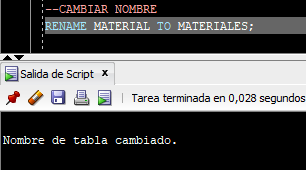 --CAMBIAR NOMBRE
RENAME MATERIAL TO MATERIALES;
Salida de Script x
Tarea terminada en 0,028 segundos
Nombre de tabla cambiado.